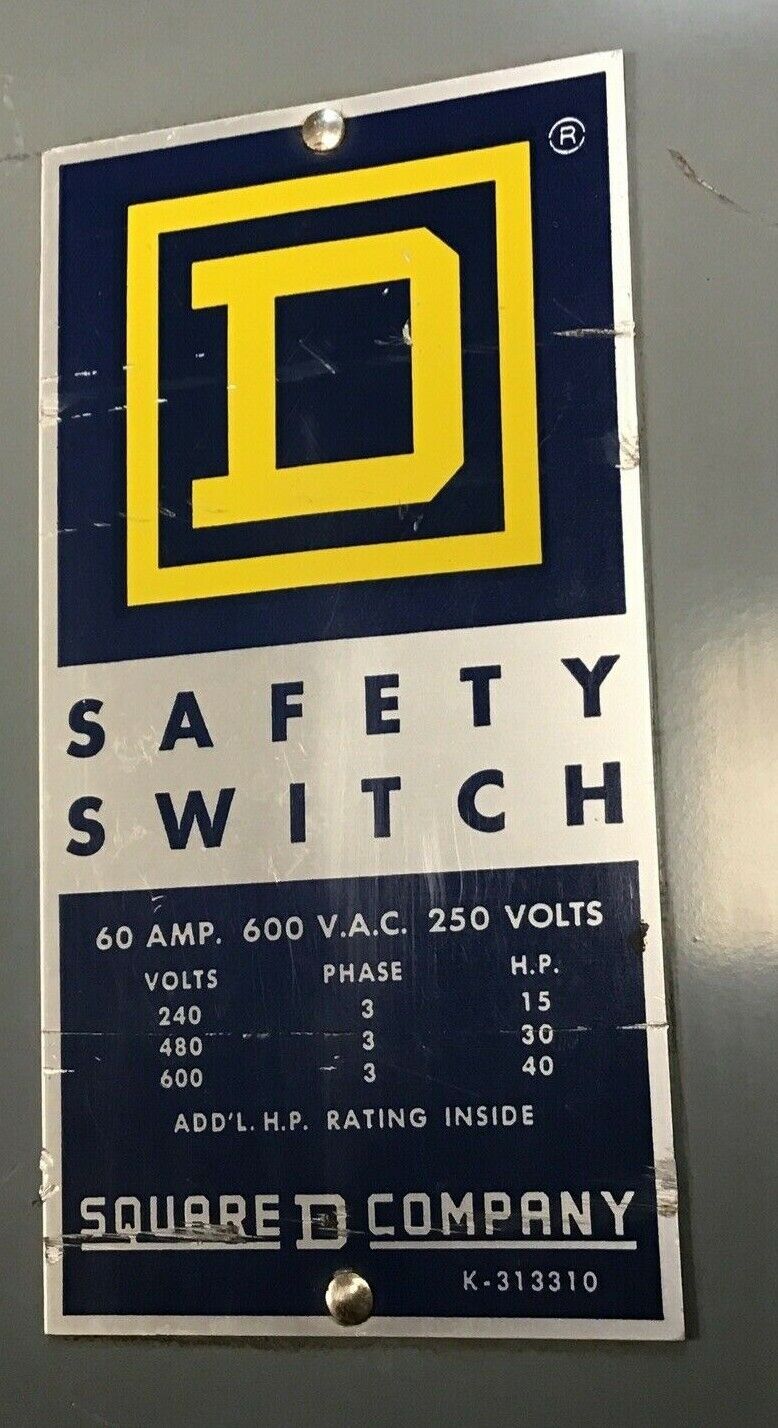 ®
D
SAFETY
SWITCH
60 AMP. 600 V.A.C. 250 VOLTS
VOLTS PHASE H.P.
240 3 15
480 3 30
600 3 40
ADD'L. H.P. RATING INSIDE
SQUARE D COMPANY
K-313310